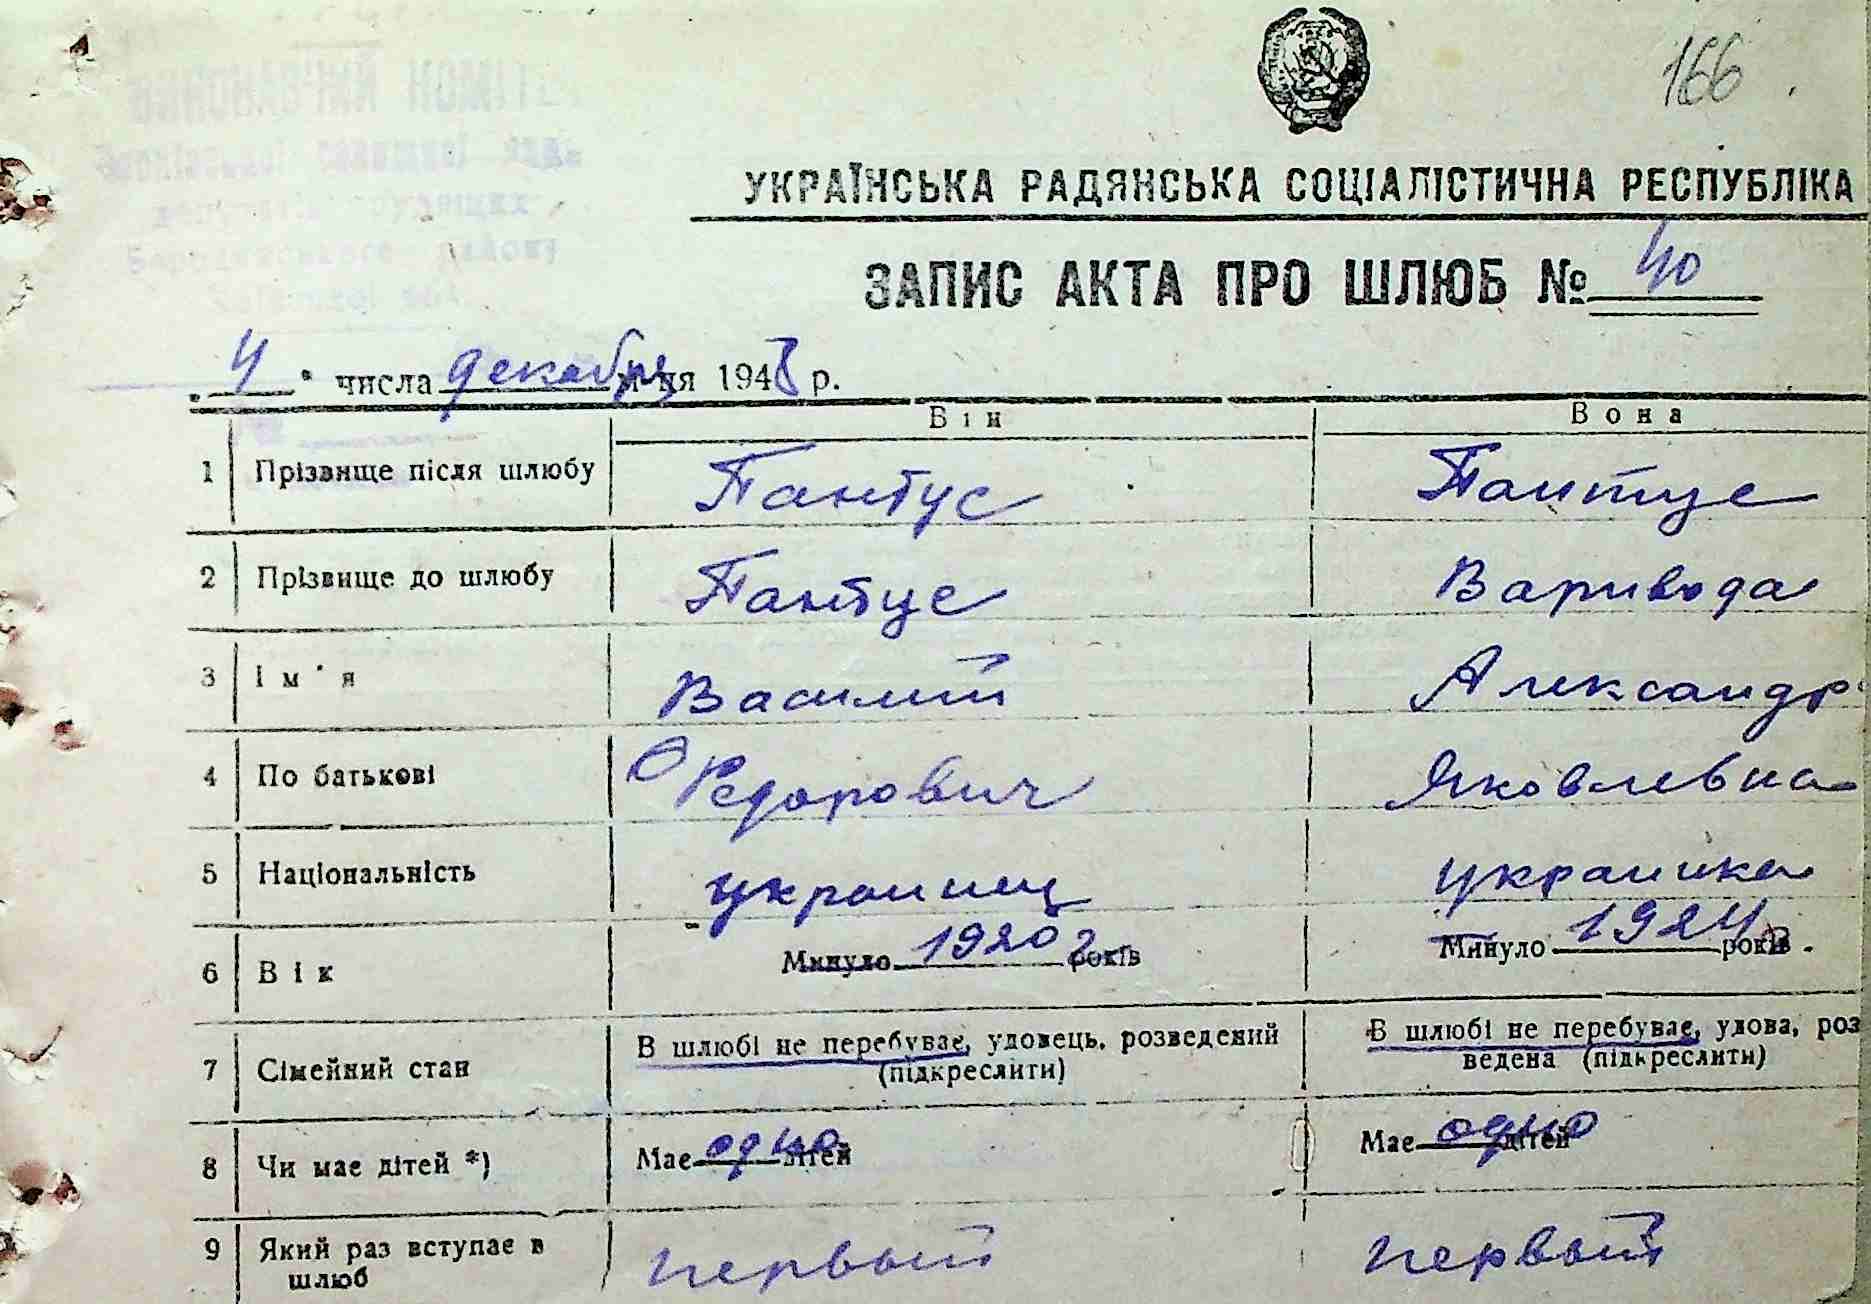 166.
УКРАЇНСЬКА РАДЯНСЬКА СОЦІАЛІСТИЧНА РЕСПУБЛІКА
ЗАПИС АКТА ПРО ШЛЮБ № 40
4 числа декабря 1948 р.
Він Вона
1 Прізвище після шлюбу Пантус Пантус
2 Прізвище до шлюбу Пантус Варивода
3 Ім'я Василий Александр
4 По батькові Федорович Яковлевна
5 Національність украинец украинка
6 Вік Минуло 1920 г. років Минуло 1924 років
7 Сімейний стан В шлюбі не перебуває, удовець, розведений (підкреслити) В шлюбі не перебуває, удова, роз
ведена (підкреслити)
8 Чи має дітей *) Має одно дітей Має одно дітей
9 Який раз вступає в шлюб первый первый